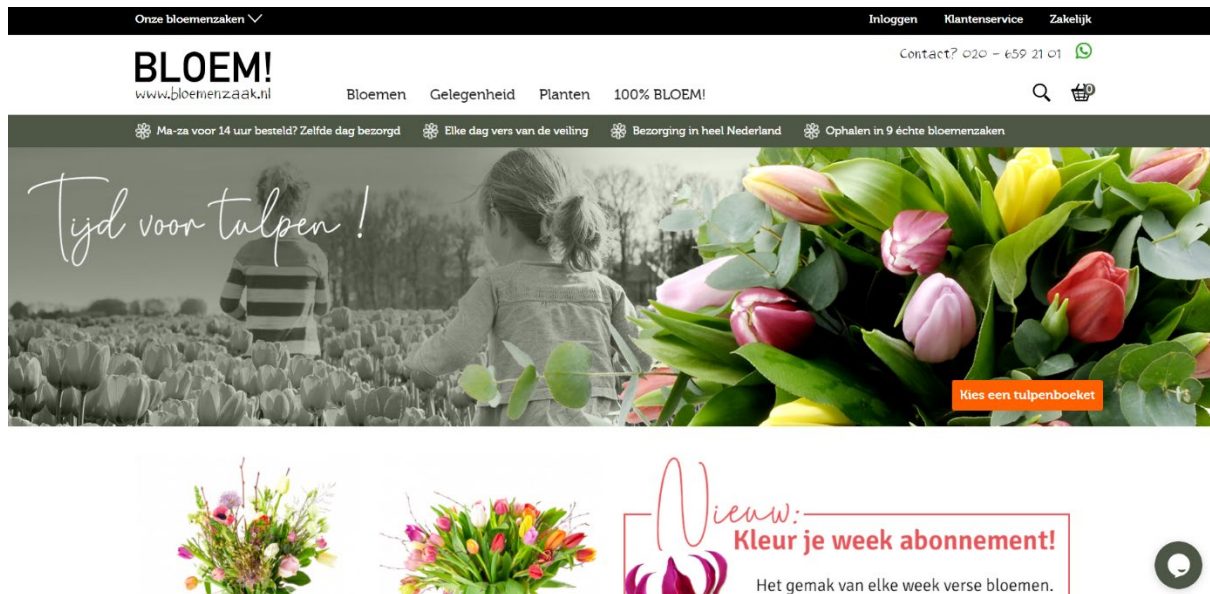 Onze bloemenzaken
Inloggen Klantenservice Zakelijk
BLOEM!
www.bloemenzaak.nl
Contact? 020 - 659 21 01
Bloemen Gelegenheid Planten 100% BLOEM!
0
Ma-za voor 14 uur besteld? Zelfde dag bezorgd Elke dag vers van de veiling Bezorging in heel Nederland Ophalen in 9 échte bloemenzaken
Tijd voor tulpen!
Kies een tulpenboeket
Nieuw:
Kleur je week abonnement!
Het gemak van elke week verse bloemen.